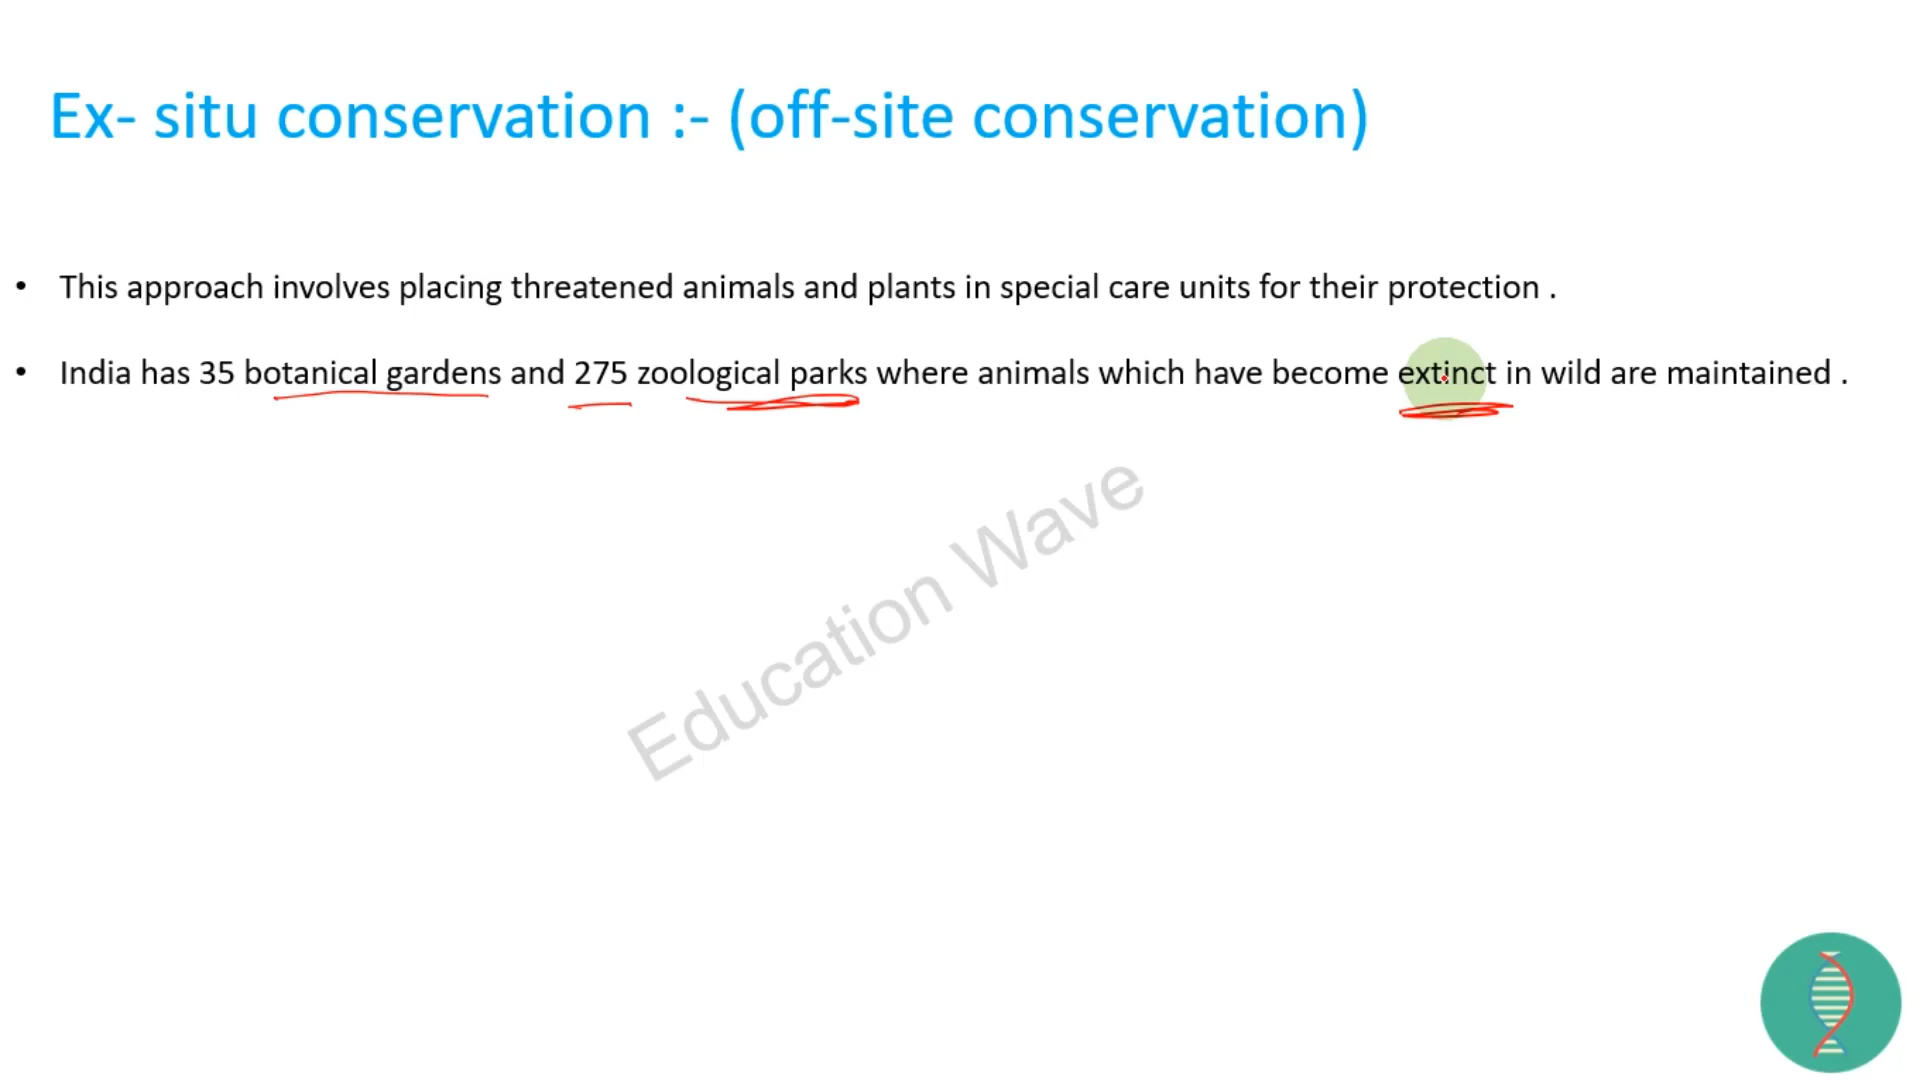 Ex- situ conservation :- (off-site conservation)
• This approach involves placing threatened animals and plants in special care units for their protection .
• India has 35 botanical gardens and 275 zoological parks where animals which have become extinct in wild are maintained .
Education Wave